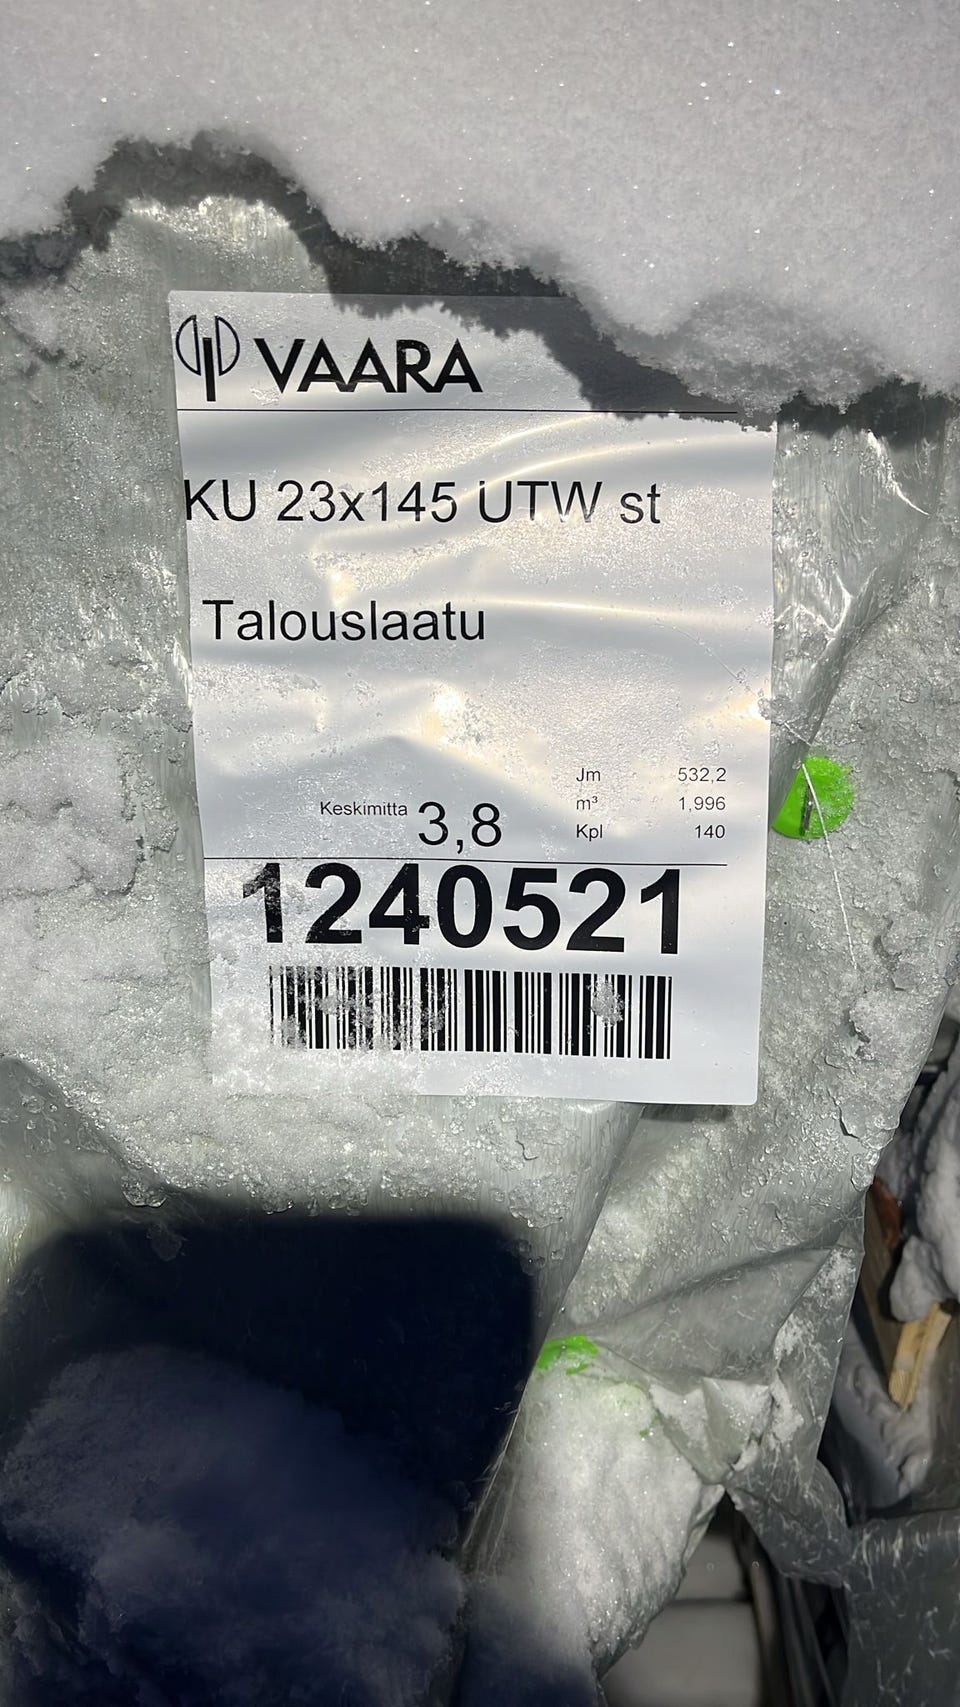 VAARA
KU 23x145 UTW st
Talouslaatu
Jm 532,2
m³ 1,996
Kpl 140
Keskimitta 3,8
1240521